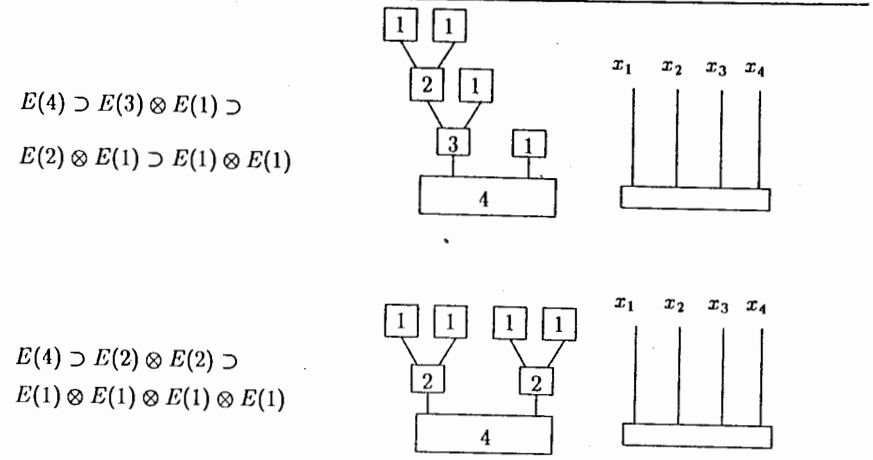 1 1
x₁ x₂ x₃ x₄
2 1
E(4) ⊃ E(3) ⊗ E(1) ⊃
3 1
E(2) ⊗ E(1) ⊃ E(1) ⊗ E(1)
4
x₁ x₂ x₃ x₄
1 1 1 1
E(4) ⊃ E(2) ⊗ E(2) ⊃
2 2
E(1) ⊗ E(1) ⊗ E(1) ⊗ E(1)
4